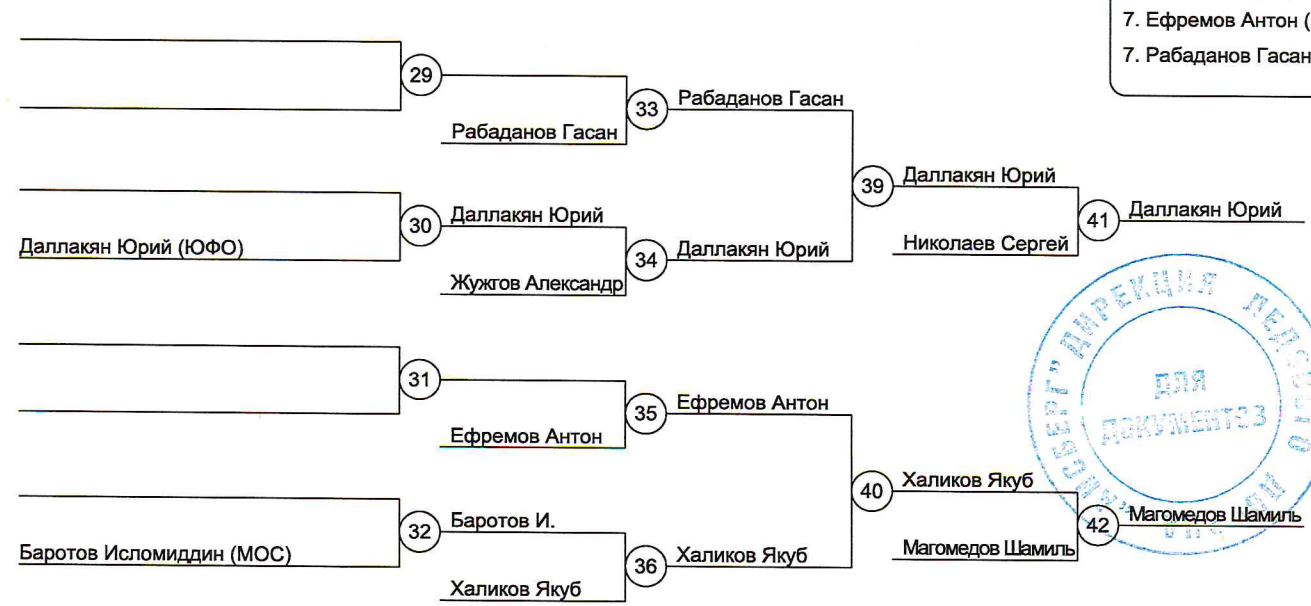 7. Ефремов Антон (
7. Рабаданов Гасан
29
33
Рабаданов Гасан
Рабаданов Гасан
39
Даллакян Юрий
30
Даллакян Юрий
41
Даллакян Юрий
Даллакян Юрий (ЮФО)
34
Даллакян Юрий
Николаев Сергей
Жужгов Александр
31
35
Ефремов Антон
Ефремов Антон
40
Халиков Якуб
32
Баротов И.
42
Магомедов Шамиль
Баротов Исломиддин (МОС)
36
Халиков Якуб
Магомедов Шамиль
Халиков Якуб
ДИРЕКЦИЯ
ДЛЯ